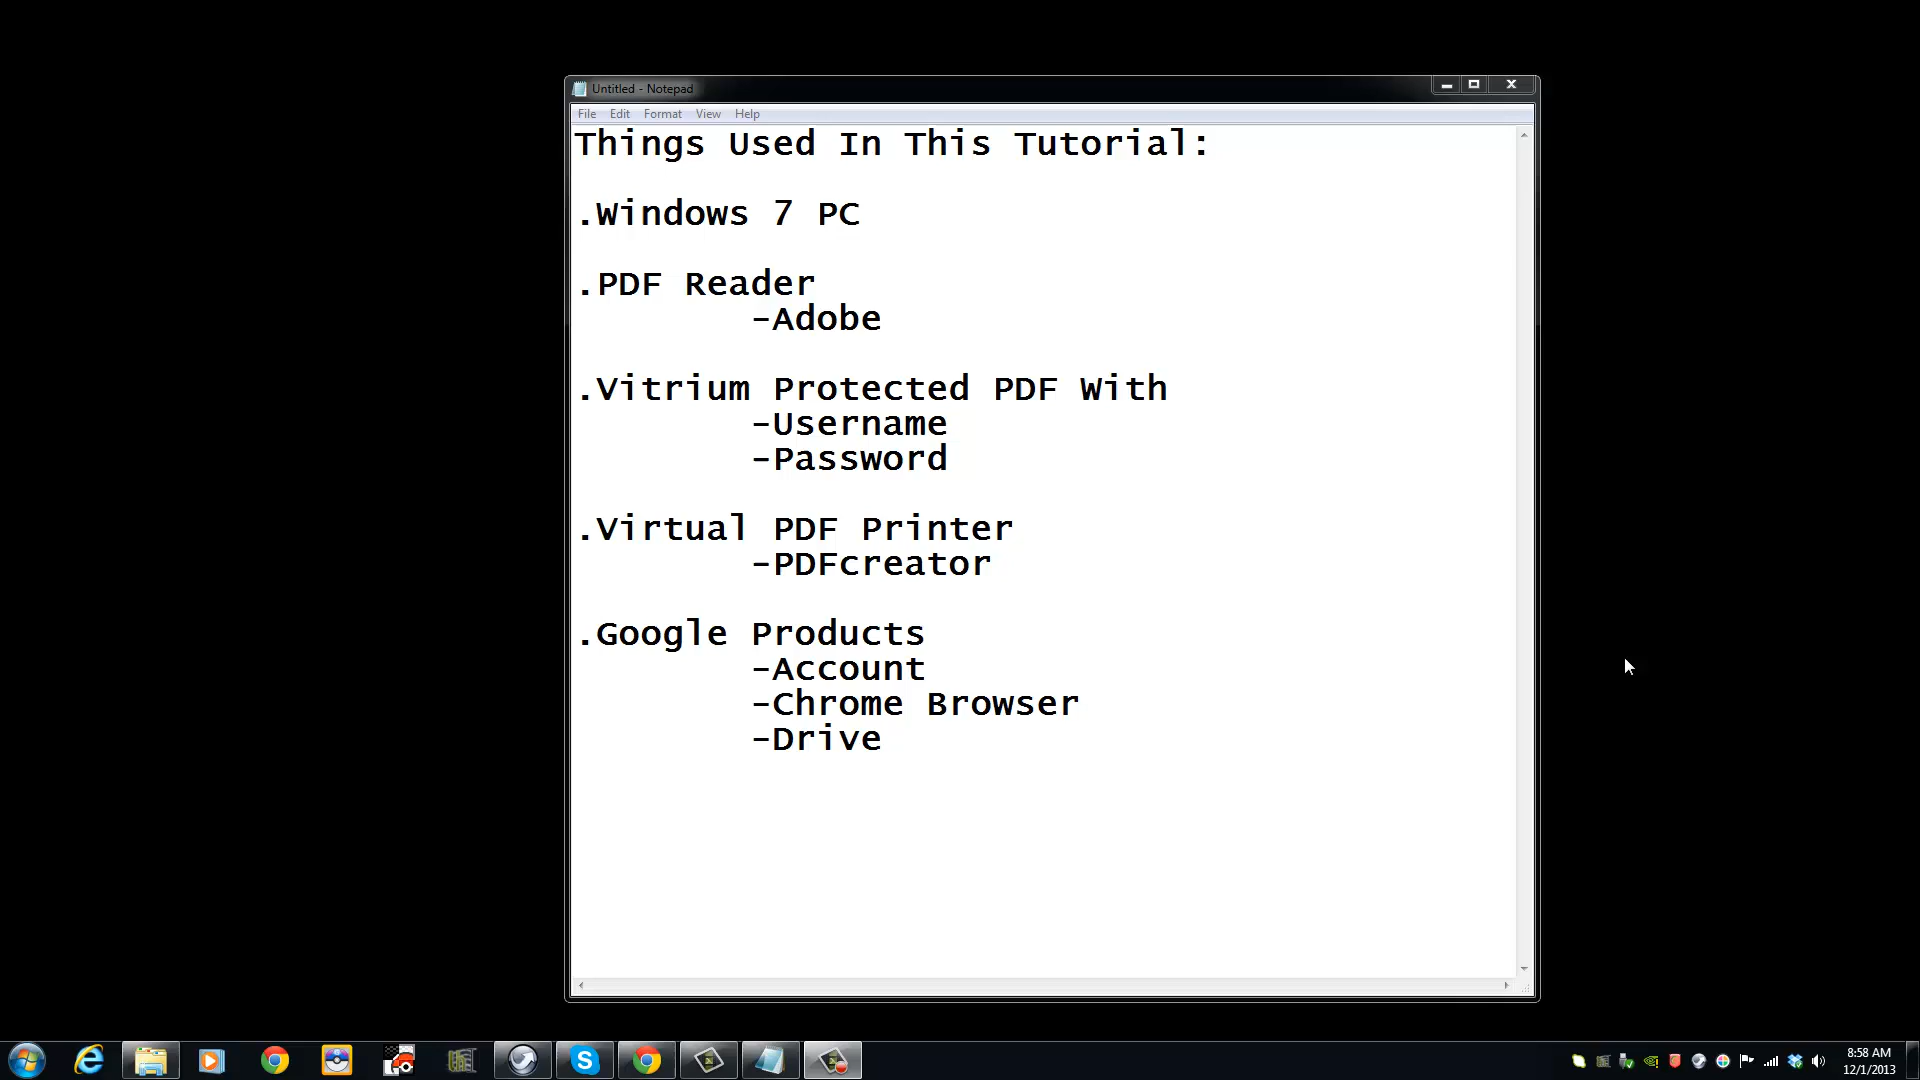 Untitled - Notepad
File Edit Format View Help
Things Used In This Tutorial:
.Windows 7 PC
.PDF Reader
-Adobe
.Vitrium Protected PDF With
-Username
-Password
.Virtual PDF Printer
-PDFcreator
.Google Products
-Account
-Chrome Browser
-Drive
8:58 AM
12/1/2013